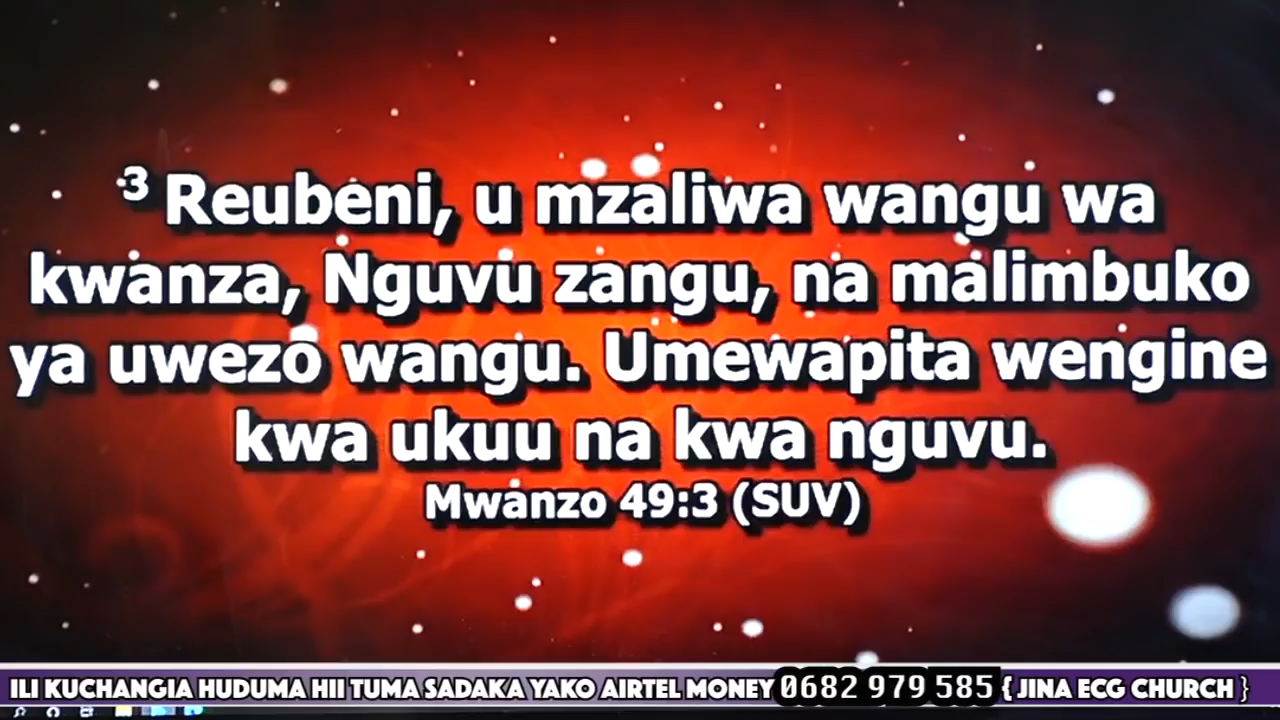 3 Reubeni, u mzaliwa wangu wa
kwanza, Nguvu zangu, na malimbuko
ya uwezo wangu. Umewapita wengine
kwa ukuu na kwa nguvu.
Mwanzo 49:3 (SUV)
ILI KUCHANGIA HUDUMA HII TUMA SADAKA YAKO AIRTEL MONEY 0682 979 585 { JINA ECG CHURCH }